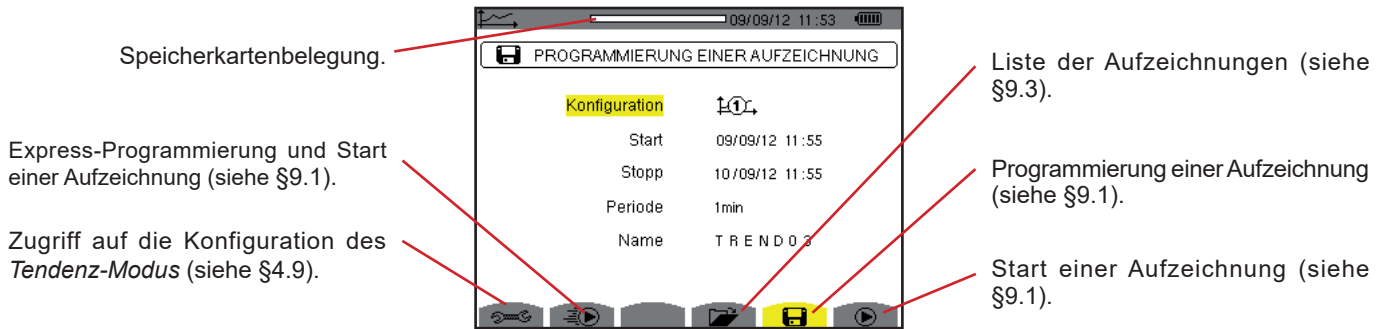 09/09/12 11:53
Speicherkartenbelegung.
PROGRAMMIERUNG EINER AUFZEICHNUNG
Liste der Aufzeichnungen (siehe
§9.3).
Konfiguration 1
Start 09/09/12 11:55
Stopp 10/09/12 11:55
Periode 1min
Name TREND03
Express-Programmierung und Start
einer Aufzeichnung (siehe §9.1).
Programmierung einer Aufzeichnung
(siehe §9.1).
Zugriff auf die Konfiguration des
Tendenz-Modus (siehe §4.9).
Start einer Aufzeichnung (siehe
§9.1).